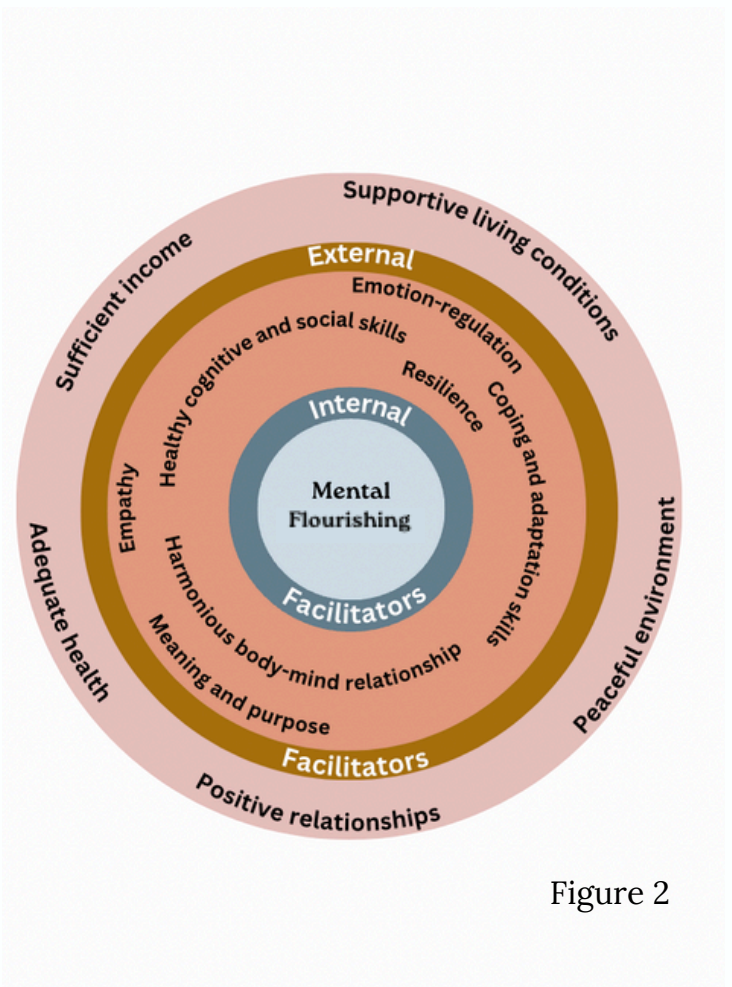 Supportive living conditions
Sufficient income
External
Emotion-regulation
Healthy cognitive and social skills
Resilience
Coping and adaptation skills
Internal
Mental
Flourishing
Empathy
Peaceful environment
Adequate health
Harmonious body-mind relationship
Facilitators
Meaning and purpose
Facilitators
Positive relationships
Figure 2